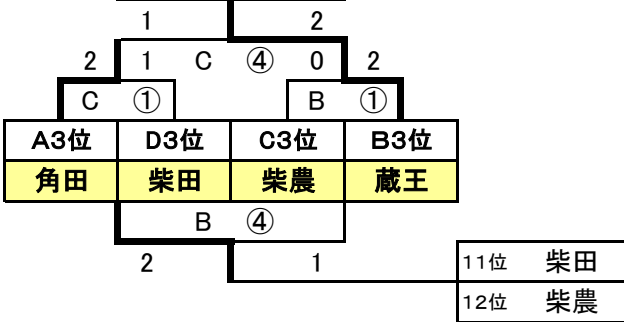 1 2
2 1 C ④ 0 2
C ① B ①
A3位 D3位 C3位 B3位
角田 柴田 柴農 蔵王
B ④
2 1
11位 柴田
12位 柴農